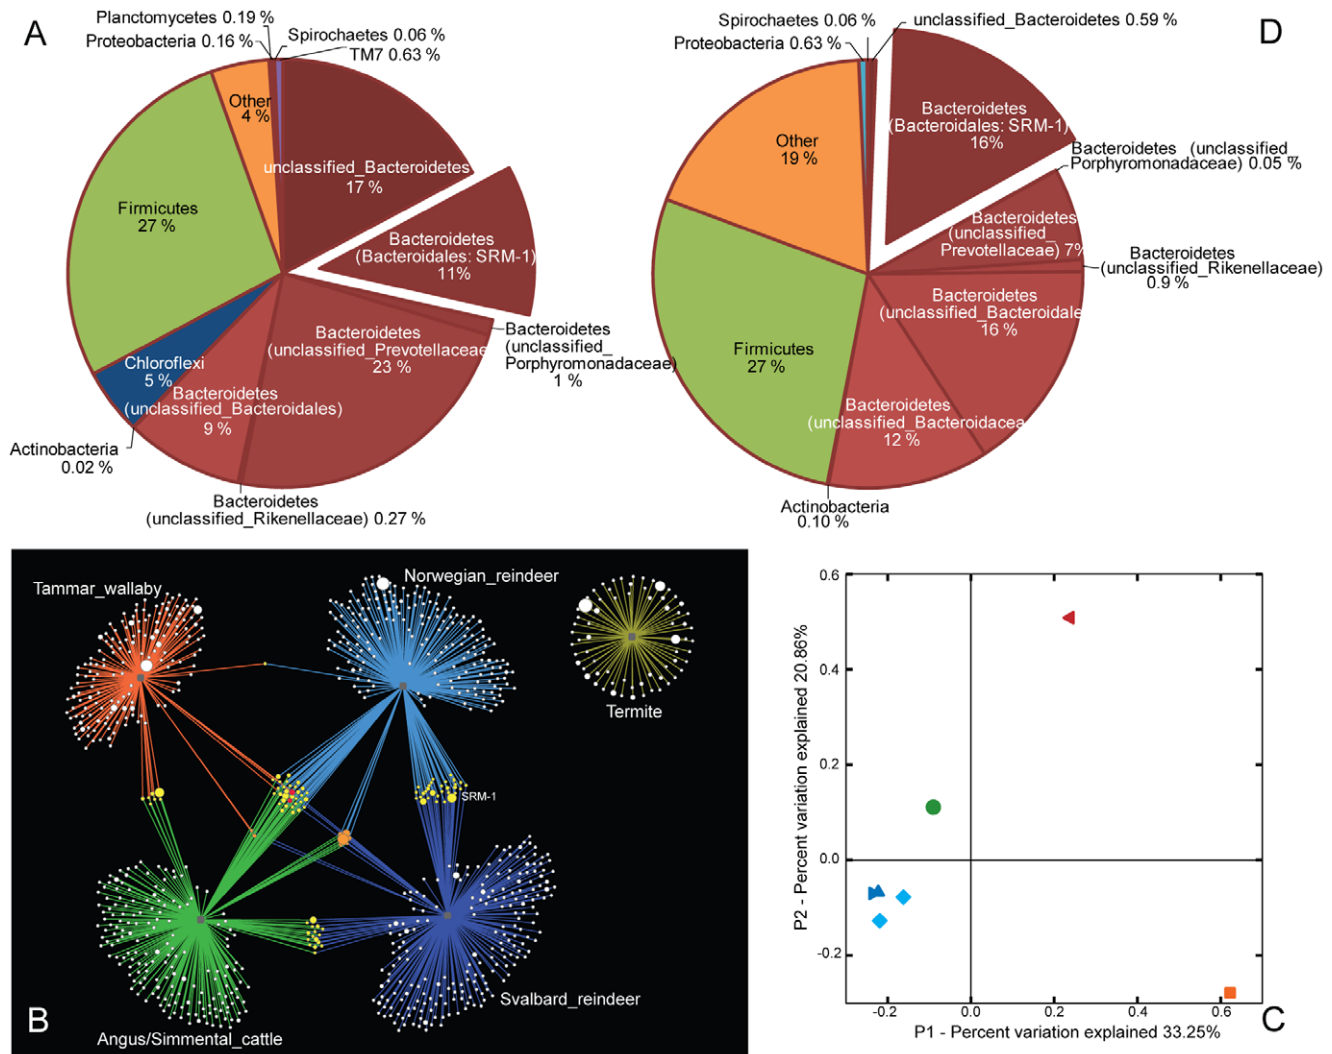 A
Planctomycetes 0.19 %
Proteobacteria 0.16 %
Spirochaetes 0.06 %
TM7 0.63 %
Other
4 %
unclassified_Bacteroidetes
17 %
Firmicutes
27 %
Bacteroidetes
(Bacteroidales: SRM-1)
11%
Bacteroidetes
(unclassified_Prevotellaceae
23 %
Bacteroidetes
(unclassified_
Porphyromonadaceae)
1 %
Chloroflexi
5 %
Bacteroidetes
(unclassified_Bacteroidales)
9 %
Actinobacteria
0.02 %
Bacteroidetes
(unclassified_Rikenellaceae) 0.27 %
D
Spirochaetes 0.06 %
unclassified_Bacteroidetes 0.59 %
Proteobacteria 0.63 %
Bacteroidetes
(Bacteroidales: SRM-1)
16%
Other
19 %
Bacteroidetes (unclassified
Porphyromonadaceae) 0.05 %
Bacteroidetes
(unclassified_
Prevotellaceae) 7%
Bacteroidetes
(unclassified_Rikenellaceae)
0.9 %
Bacteroidetes
(unclassified_Bacteroidale
16 %
Firmicutes
27 %
Bacteroidetes
(unclassified_Bacteroidacea
12 %
Actinobacteria
0.10 %
Tammar_wallaby
Norwegian_reindeer
Termite
SRM-1
Svalbard_reindeer
Angus/Simmental_cattle
B
0.6
0.4
0.2
0.0
-0.2
P2 - Percent variation explained 20.86%
-0.2
0.0
0.2
0.4
0.6
P1 - Percent variation explained 33.25%
C